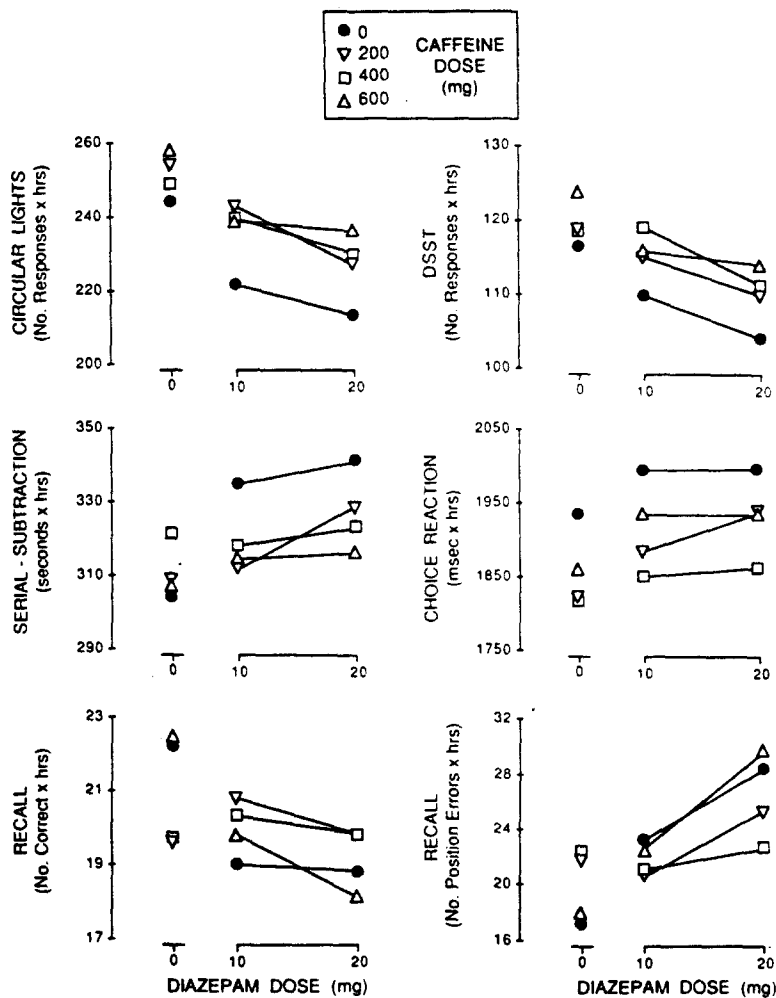 0
200
400
600
CAFFEINE
DOSE
(mg)
CIRCULAR LIGHTS
(No. Responses x hrs)
260
240
220
200
0
10
20
DSST
(No. Responses x hrs)
130
120
110
100
0
10
20
SERIAL - SUBTRACTION
(seconds x hrs)
350
330
310
290
0
10
20
CHOICE REACTION
(msec x hrs)
2050
1950
1850
1750
0
10
20
RECALL
(No. Correct x hrs)
23
21
19
17
0
10
20
DIAZEPAM DOSE (mg)
RECALL
(No. Position Errors x hrs)
32
28
24
20
16
0
10
20
DIAZEPAM DOSE (mg)